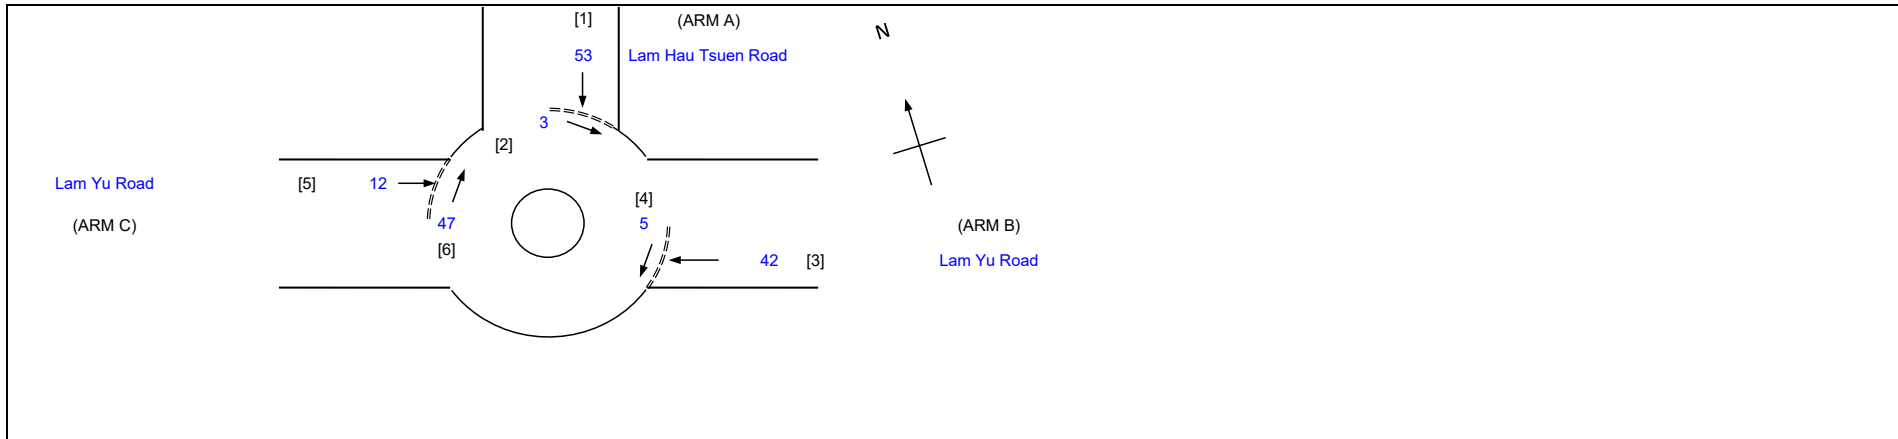 [1] (ARM A)
N
53 Lam Hau Tsuen Road
3
[2]
Lam Yu Road [5] 12
[4]
(ARM C) 47 5 (ARM B)
[6]
42 [3] Lam Yu Road